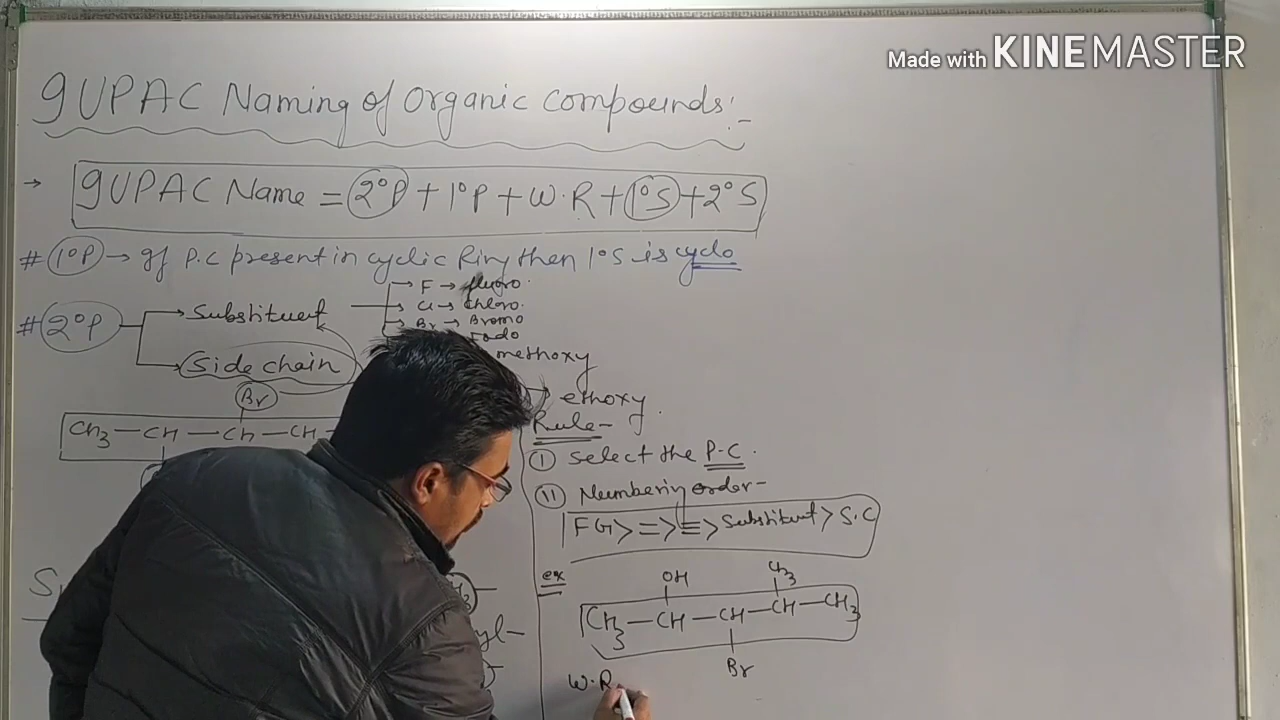 Made with KINEMASTER
IUPAC Naming of Organic Compounds:-
→ IUPAC Name = 2°P + 1°P + W.R + 1°S + 2°S
# 1°P → If P.C present in cyclic Ring then 1°S is cyclo
# 2°P → Substituent → F → fluoro.
Cl → Chloro.
Br → Bromo
Iodo
→ Side chain
methoxy
→ ethoxy.
Br
CH3 — CH — CH — CH
Rule-
I Select the P-C.
II Numbering order-
FG > = > ≡ > Substituent > S.C
ex
OH CH3
CH3 — CH — CH — CH — CH3
Br
yl-
W.R